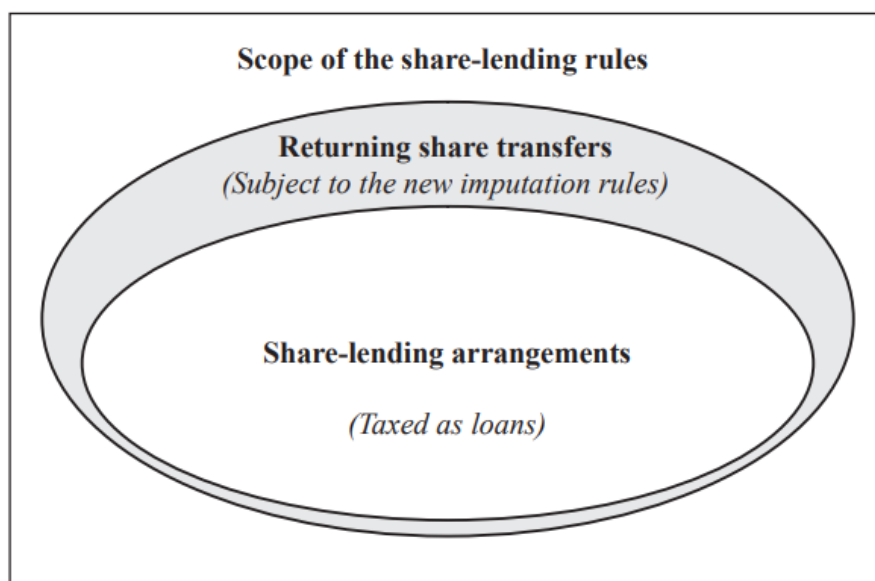 Scope of the share-lending rules
Returning share transfers
(Subject to the new imputation rules)
Share-lending arrangements
(Taxed as loans)